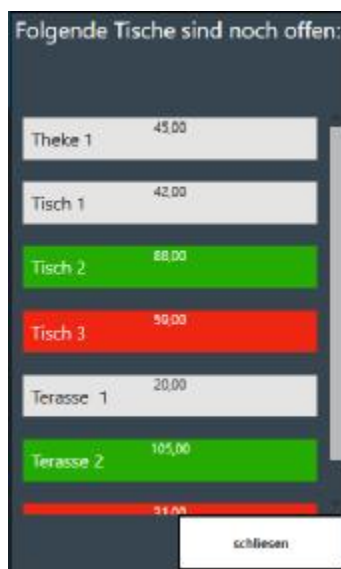 Folgende Tische sind noch offen:
45,00
Theke 1
42,00
Tisch 1
88,00
Tisch 2
59,00
Tisch 3
20,00
Terasse 1
105,00
Terasse 2
schliesen